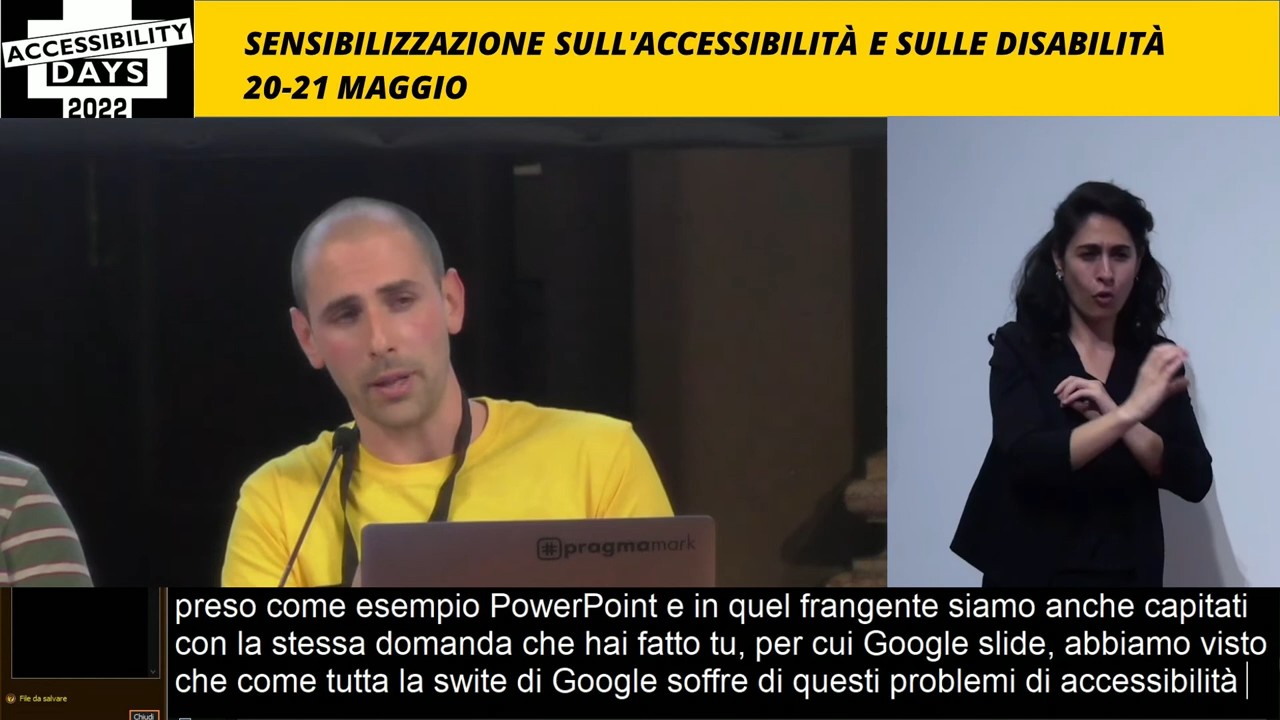 ACCESSIBILITY
DAYS
2022
SENSIBILIZZAZIONE SULL'ACCESSIBILITÀ E SULLE DISABILITÀ
20-21 MAGGIO
#pragmamark
preso come esempio PowerPoint e in quel frangente siamo anche capitati
con la stessa domanda che hai fatto tu, per cui Google slide, abbiamo visto
che come tutta la swite di Google soffre di questi problemi di accessibilità
File da salvare
Chiudi